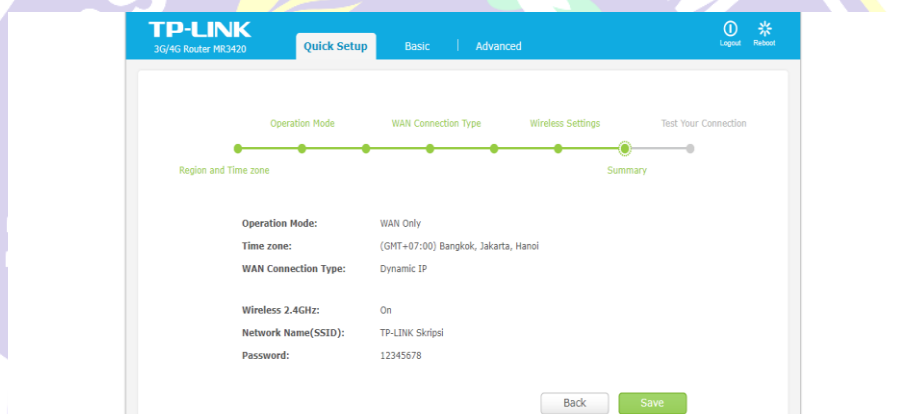 TP-LINK
3G/4G Router MR3420
Quick Setup
Basic
Advanced
Logout
Reboot
Operation Mode
WAN Connection Type
Wireless Settings
Test Your Connection
Region and Time zone
Summary
Operation Mode: WAN Only
Time zone: (GMT+07:00) Bangkok, Jakarta, Hanoi
WAN Connection Type: Dynamic IP
Wireless 2.4GHz: On
Network Name(SSID): TP-LINK Skripsi
Password: 12345678
Back
Save